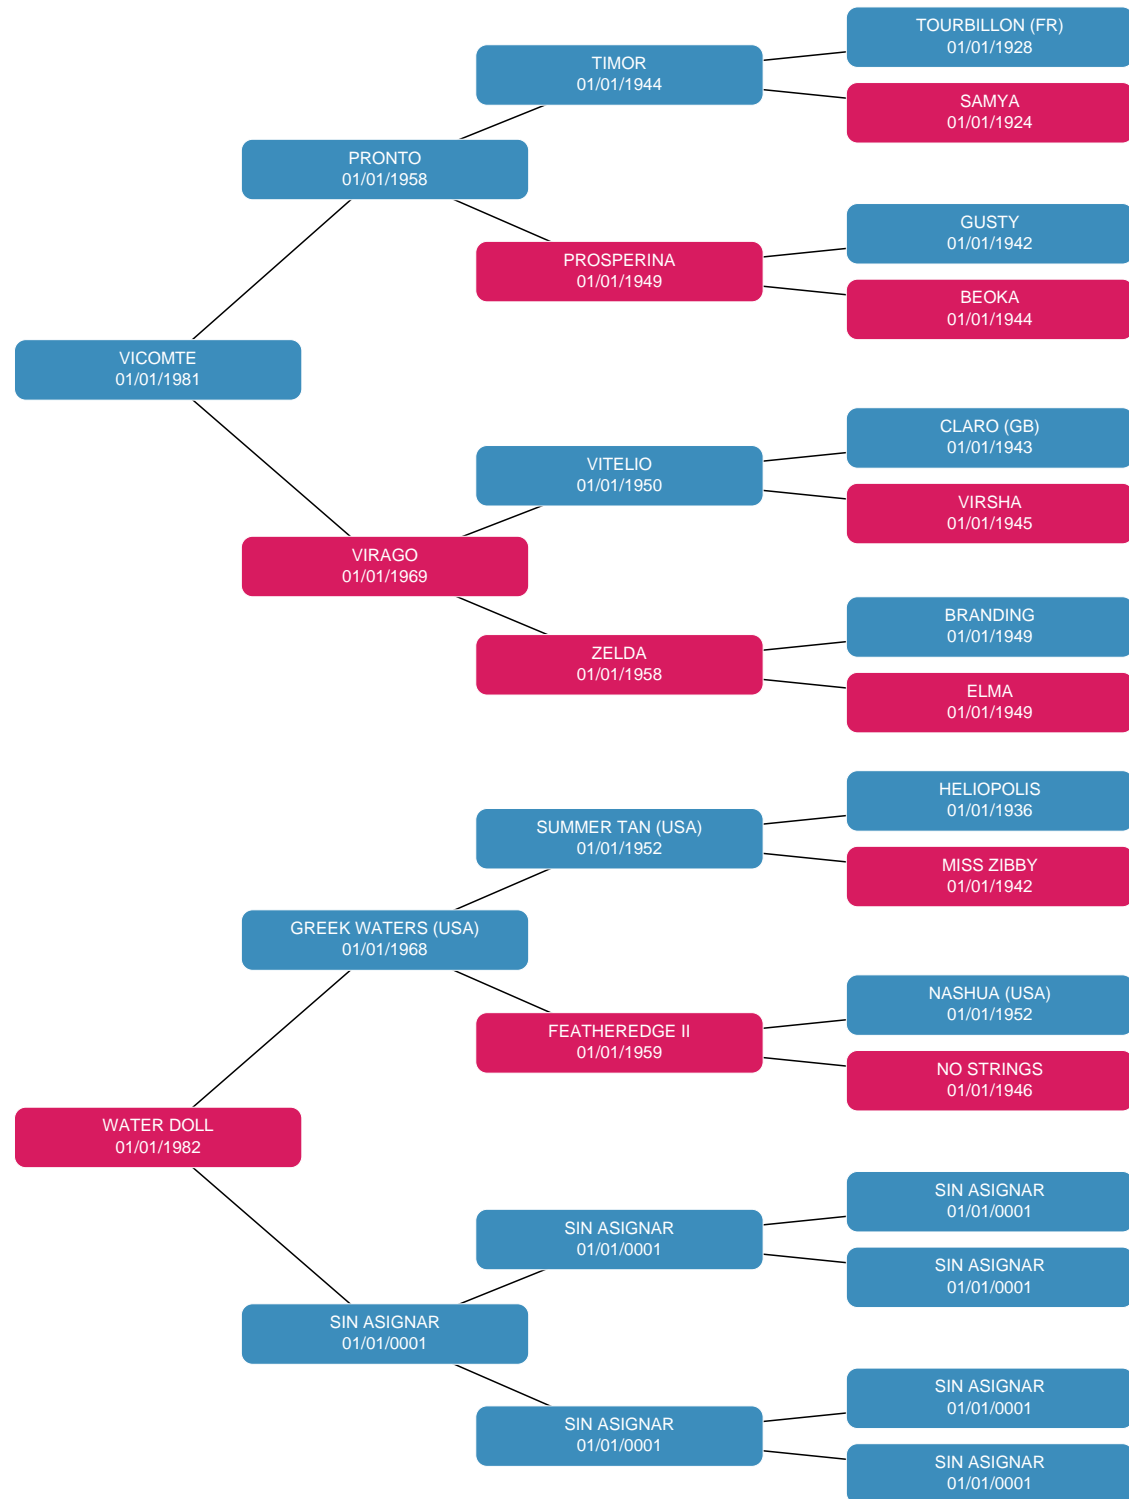 TOURBILLON (FR)
01/01/1928
TIMOR
01/01/1944
SAMYA
01/01/1924
PRONTO
01/01/1958
GUSTY
01/01/1942
PROSPERINA
01/01/1949
BEOKA
01/01/1944
VICOMTE
01/01/1981
CLARO (GB)
01/01/1943
VITELIO
01/01/1950
VIRSHA
01/01/1945
VIRAGO
01/01/1969
BRANDING
01/01/1949
ZELDA
01/01/1958
ELMA
01/01/1949
HELIOPOLIS
01/01/1936
SUMMER TAN (USA)
01/01/1952
MISS ZIBBY
01/01/1942
GREEK WATERS (USA)
01/01/1968
NASHUA (USA)
01/01/1952
FEATHEREDGE II
01/01/1959
NO STRINGS
01/01/1946
WATER DOLL
01/01/1982
SIN ASIGNAR
01/01/0001
SIN ASIGNAR
01/01/0001
SIN ASIGNAR
01/01/0001
SIN ASIGNAR
01/01/0001
SIN ASIGNAR
01/01/0001
SIN ASIGNAR
01/01/0001
SIN ASIGNAR
01/01/0001